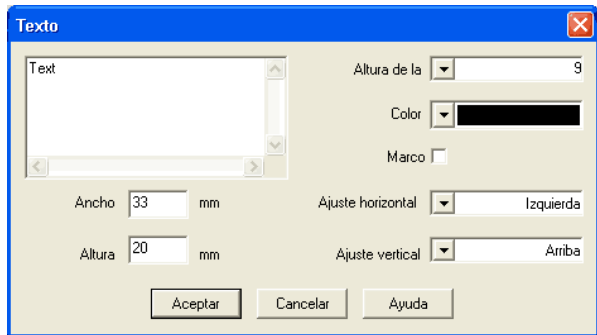 Texto
Text
Altura de la 9
Color
Marco
Ancho 33 mm
Ajuste horizontal Izquierda
Altura 20 mm
Ajuste vertical Arriba
Aceptar Cancelar Ayuda